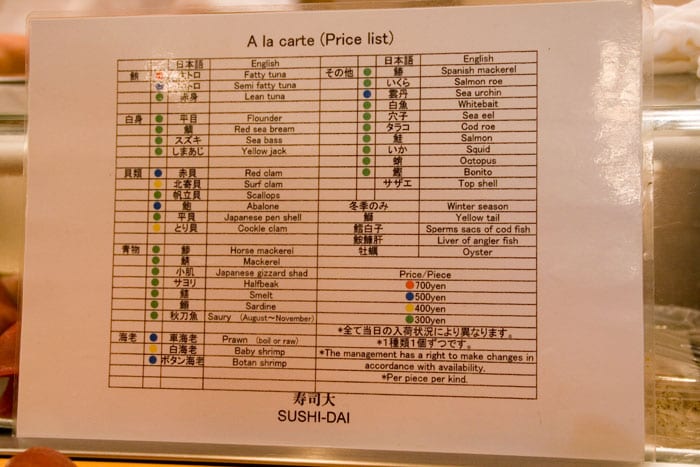 A la carte (Price list)
日本語 English
鮪 トロ Fatty tuna
トロ Semi fatty tuna
赤身 Lean tuna
白身 平目 Flounder
鯛 Red sea bream
スズキ Sea bass
しまあじ Yellow jack
貝類 赤貝 Red clam
北寄貝 Surf clam
帆立貝 Scallops
鮑 Abalone
平貝 Japanese pen shell
とり貝 Cockle clam
青物 鯵 Horse mackerel
鯖 Mackerel
小肌 Japanese gizzard shad
サヨリ Halfbeak
Smelt
Sardine
秋刀魚 Saury (August～November)
海老 車海老 Prawn (boil or raw)
白海老 Baby shrimp
ボタン海老 Botan shrimp
日本語 English
その他 鰆 Spanish mackerel
いくら Salmon roe
雲丹 Sea urchin
白魚 Whitebait
穴子 Sea eel
タラコ Cod roe
鮭 Salmon
いか Squid
蛸 Octopus
鰹 Bonito
サザエ Top shell
冬季のみ Winter season
鰤 Yellow tail
鱈白子 Sperms sacs of cod fish
鮟鱇肝 Liver of angler fish
牡蠣 Oyster
Price/Piece
700yen
500yen
400yen
300yen
*全て当日の入荷状況により異なります。
*1種類1個ずつです。
*The management has a right to make changes in
accordance with availability.
*Per piece per kind.
寿司大
SUSHI-DAI